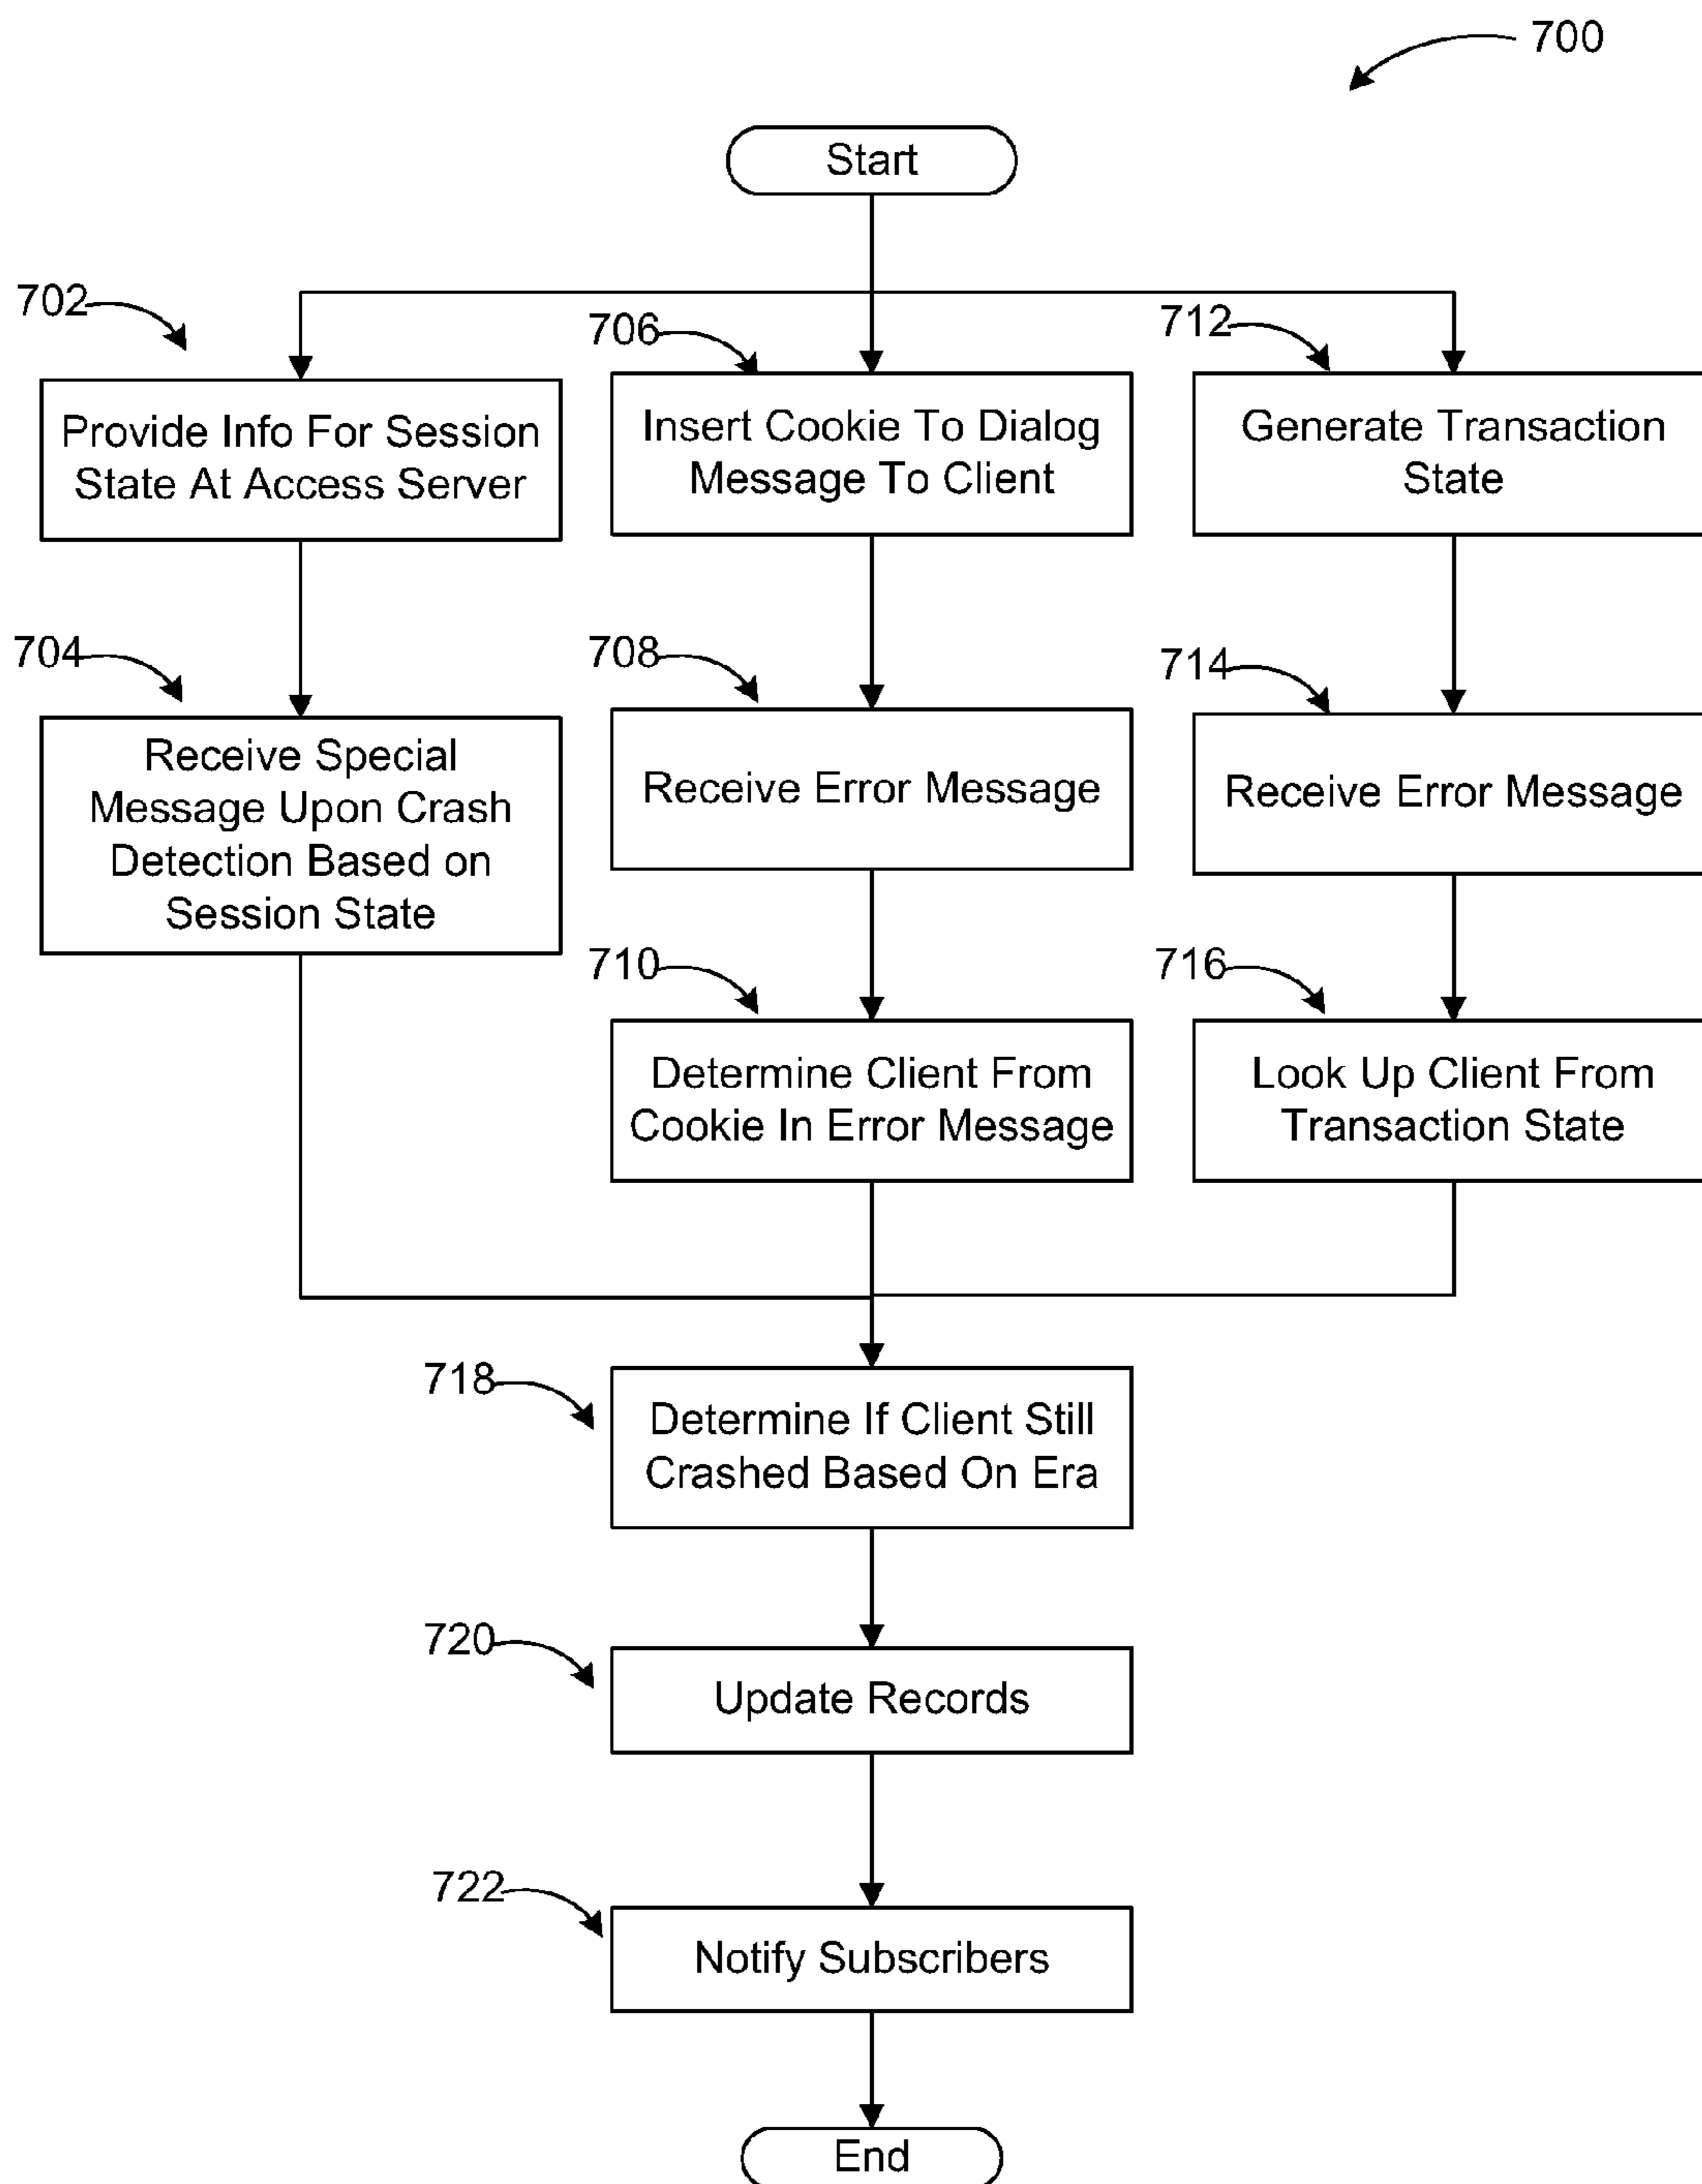 700
Start
702
706
712
Provide Info For Session
State At Access Server
Insert Cookie To Dialog
Message To Client
Generate Transaction
State
704
708
714
Receive Special
Message Upon Crash
Detection Based on
Session State
Receive Error Message
Receive Error Message
710
716
Determine Client From
Cookie In Error Message
Look Up Client From
Transaction State
718
Determine If Client Still
Crashed Based On Era
720
Update Records
722
Notify Subscribers
End